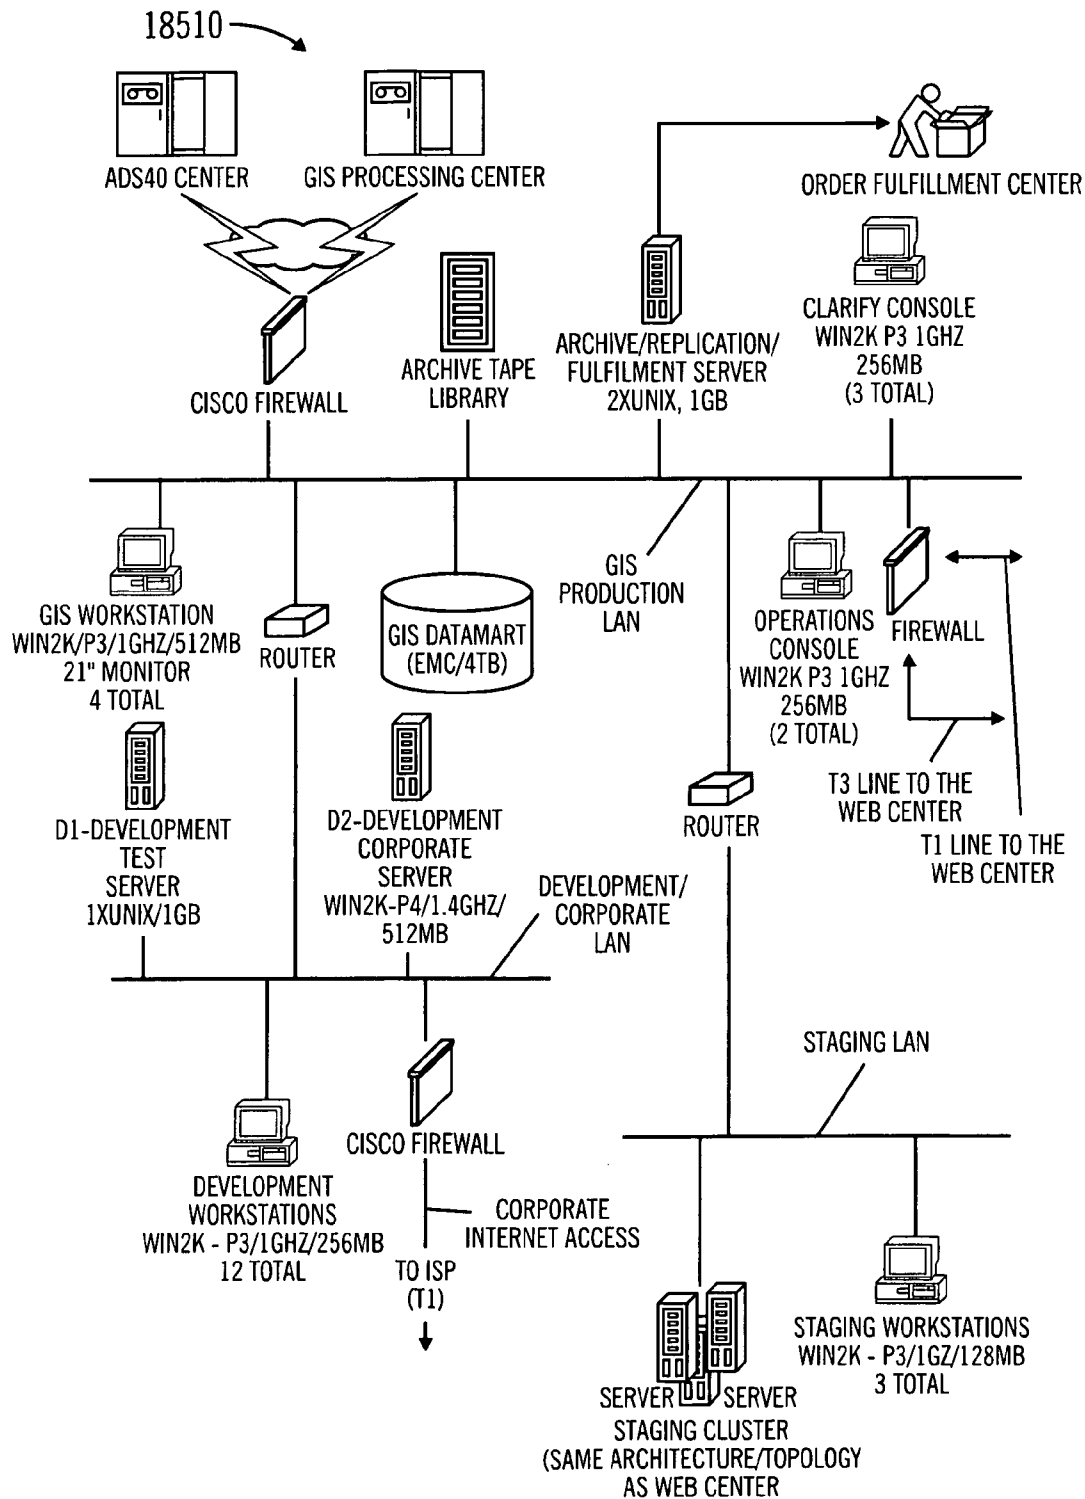 18510
ADS40 CENTER
GIS PROCESSING CENTER
ORDER FULFILLMENT CENTER
CISCO FIREWALL
ARCHIVE TAPE
LIBRARY
ARCHIVE/REPLICATION/
FULFILMENT SERVER
2XUNIX, 1GB
CLARIFY CONSOLE
WIN2K P3 1GHZ
256MB
(3 TOTAL)
GIS WORKSTATION
WIN2K/P3/1GHZ/512MB
21" MONITOR
4 TOTAL
ROUTER
GIS DATAMART
(EMC/4TB)
GIS
PRODUCTION
LAN
OPERATIONS
CONSOLE
WIN2K P3 1GHZ
256MB
(2 TOTAL)
FIREWALL
T3 LINE TO THE
WEB CENTER
T1 LINE TO THE
WEB CENTER
D1-DEVELOPMENT
TEST
SERVER
1XUNIX/1GB
D2-DEVELOPMENT
CORPORATE
SERVER
WIN2K-P4/1.4GHZ/
512MB
DEVELOPMENT/
CORPORATE
LAN
ROUTER
STAGING LAN
DEVELOPMENT
WORKSTATIONS
WIN2K - P3/1GHZ/256MB
12 TOTAL
CISCO FIREWALL
CORPORATE
INTERNET ACCESS
TO ISP
(T1)
SERVER
SERVER
STAGING CLUSTER
(SAME ARCHITECTURE/TOPOLOGY
AS WEB CENTER
STAGING WORKSTATIONS
WIN2K - P3/1GZ/128MB
3 TOTAL